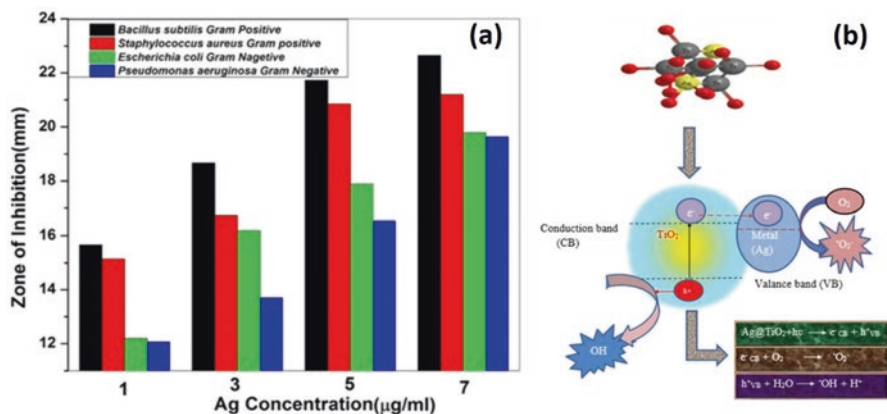 (a)
Bacillus subtilis Gram Positive
Staphylococcus aureus Gram positive
Escherichia coli Gram Nagetive
Pseudomonas aeruginosa Gram Negative
Zone of Inhibition(mm)
24
22
20
18
16
14
12
1 3 5 7
Ag Concentration(µg/ml)
(b)
Conduction band
(CB)
TiO₂
e⁻
e⁻
Metal
(Ag)
O₂
•O₂⁻
Valance band (VB)
h+
OH
Ag@TiO₂+hυ → e⁻CB + h⁺VB
e⁻CB + O₂ → •O₂⁻
h⁺VB + H₂O → •OH + H⁺